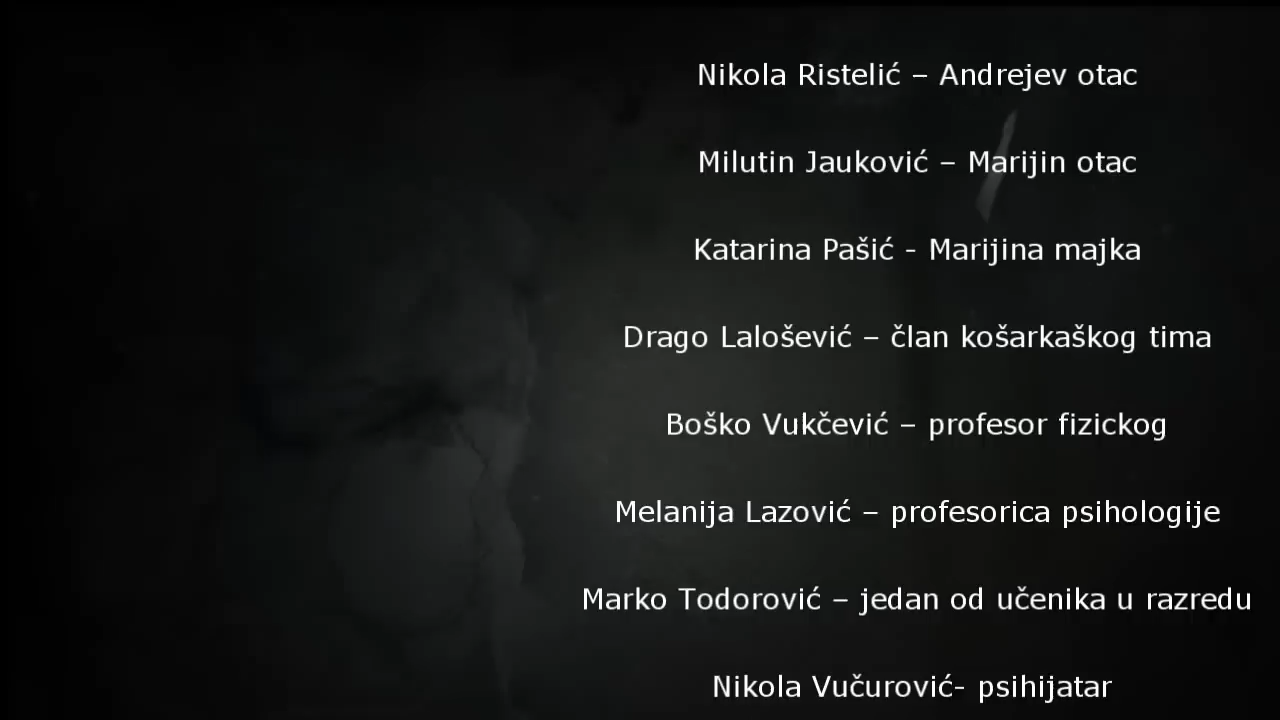 Nikola Ristelić – Andrejev otac
Milutin Jauković – Marijin otac
Katarina Pašić - Marijina majka
Drago Lalošević – član košarkaškog tima
Boško Vukčević – profesor fizickog
Melanija Lazović – profesorica psihologije
Marko Todorović – jedan od učenika u razredu
Nikola Vučurović- psihijatar